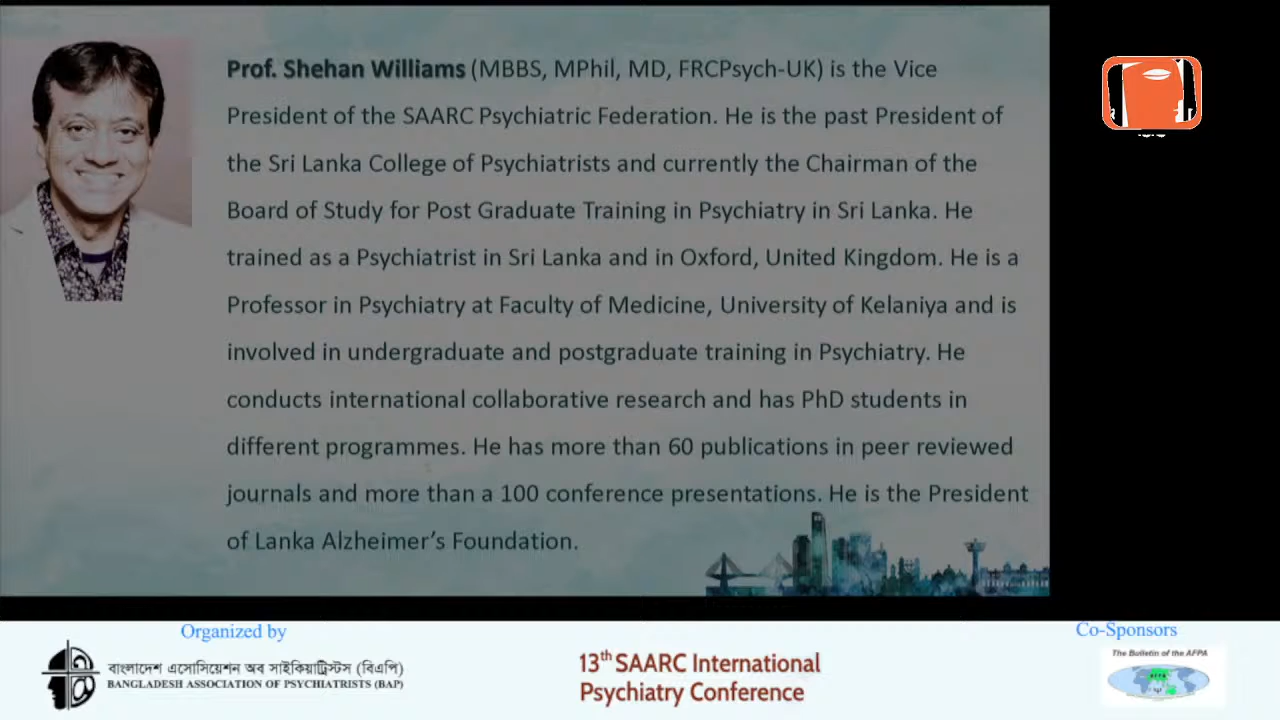 Prof. Shehan Williams (MBBS, MPhil, MD, FRCPsych-UK) is the Vice
President of the SAARC Psychiatric Federation. He is the past President of
the Sri Lanka College of Psychiatrists and currently the Chairman of the
Board of Study for Post Graduate Training in Psychiatry in Sri Lanka. He
trained as a Psychiatrist in Sri Lanka and in Oxford, United Kingdom. He is a
Professor in Psychiatry at Faculty of Medicine, University of Kelaniya and is
involved in undergraduate and postgraduate training in Psychiatry. He
conducts international collaborative research and has PhD students in
different programmes. He has more than 60 publications in peer reviewed
journals and more than a 100 conference presentations. He is the President
of Lanka Alzheimer’s Foundation.
Organized by
বাংলাদেশ এসোসিয়েশন অব সাইকিয়াট্রিস্টস (বিএপি)
BANGLADESH ASSOCIATION OF PSYCHIATRISTS (BAP)
13th SAARC International
Psychiatry Conference
Co-Sponsors
The Bulletin of the AFPA
AFPA